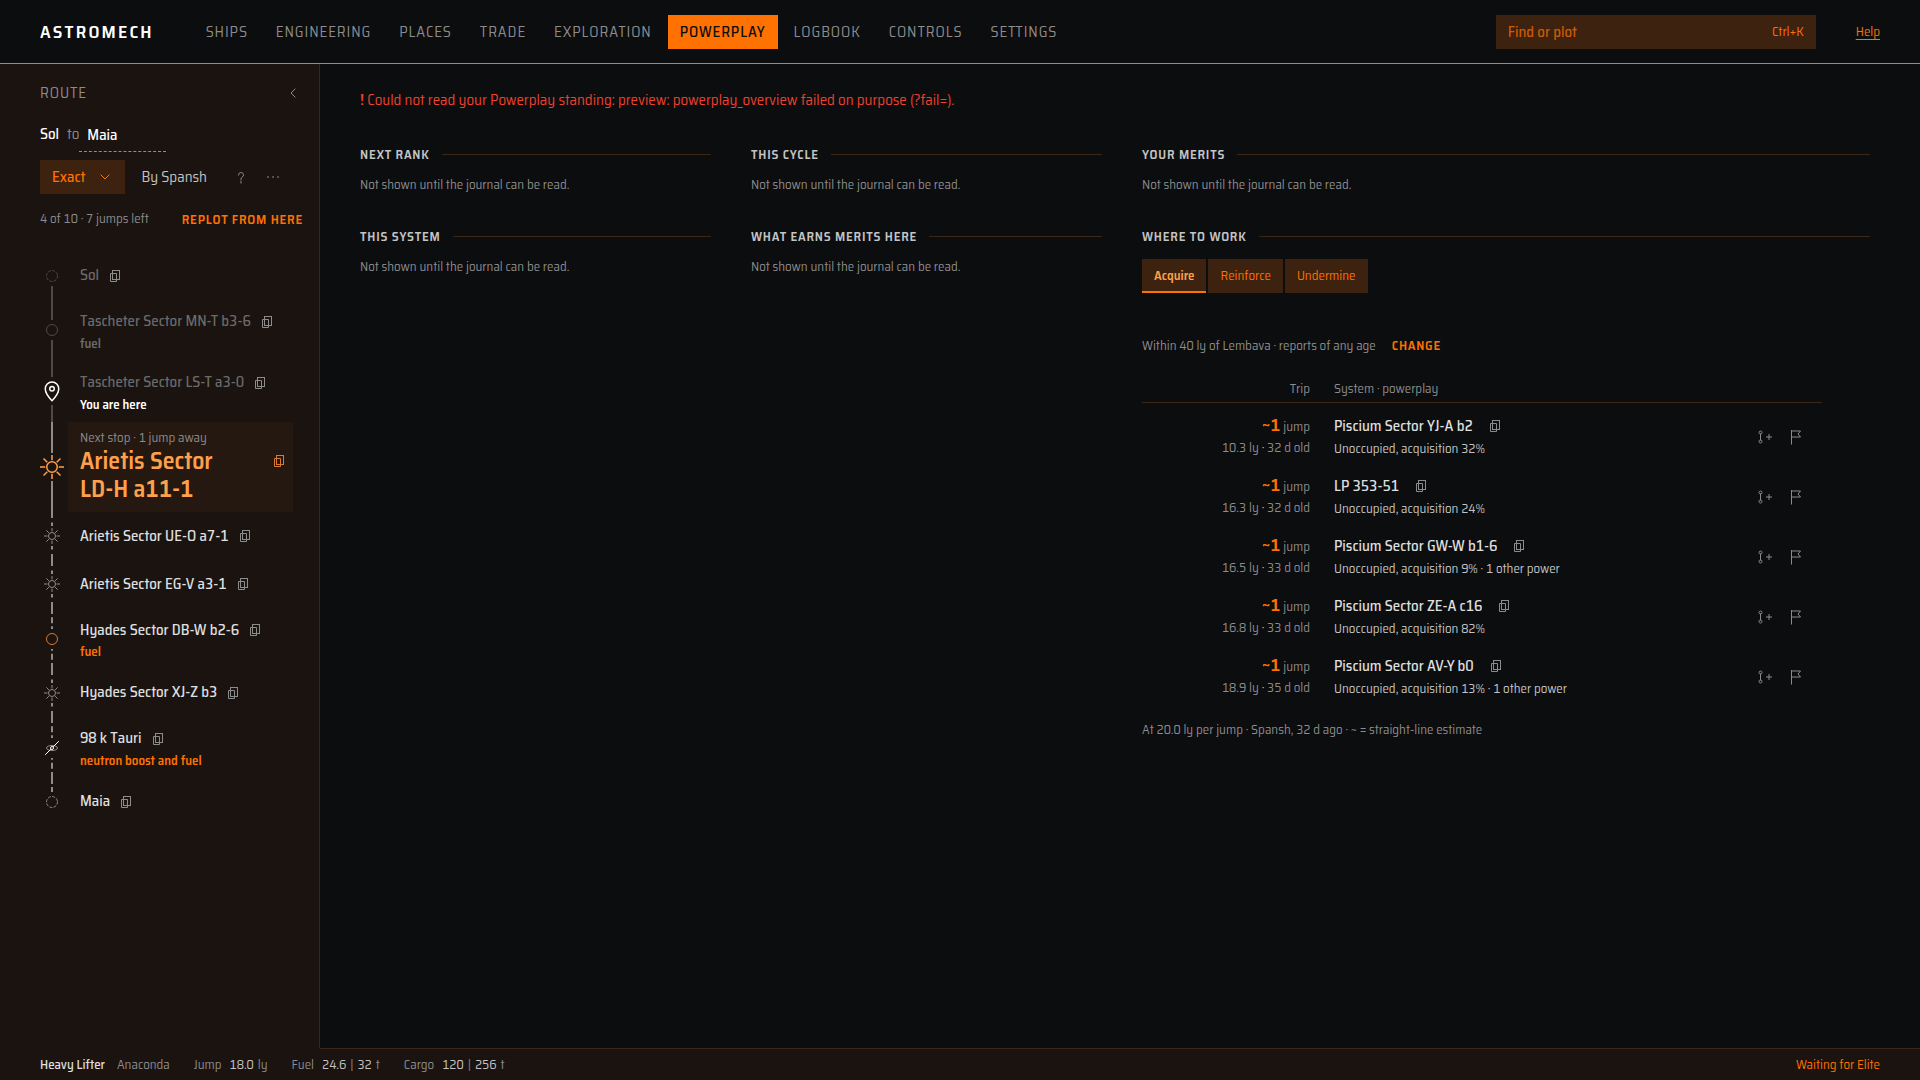 ASTROMECH SHIPS ENGINEERING PLACES TRADE EXPLORATION POWERPLAY LOGBOOK CONTROLS SETTINGS Find or plot Ctrl+K Help
ROUTE
Sol to Maia
Exact By Spansh ? ...
4 of 10 · 7 jumps left REPLOT FROM HERE
Sol
Tascheter Sector MN-T b3-6
fuel
Tascheter Sector LS-T a3-0
You are here
Next stop · 1 jump away
Arietis Sector
LD-H a11-1
Arietis Sector UE-O a7-1
Arietis Sector EG-V a3-1
Hyades Sector DB-W b2-6
fuel
Hyades Sector XJ-Z b3
98 k Tauri
neutron boost and fuel
Maia
! Could not read your Powerplay standing: preview: powerplay_overview failed on purpose (?fail=).
NEXT RANK
Not shown until the journal can be read.
THIS CYCLE
Not shown until the journal can be read.
YOUR MERITS
Not shown until the journal can be read.
THIS SYSTEM
Not shown until the journal can be read.
WHAT EARNS MERITS HERE
Not shown until the journal can be read.
WHERE TO WORK
Acquire Reinforce Undermine
Within 40 ly of Lembava · reports of any age CHANGE
Trip System · powerplay
~1 jump Piscium Sector YJ-A b2
10.3 ly · 32 d old Unoccupied, acquisition 32%
~1 jump LP 353-51
16.3 ly · 32 d old Unoccupied, acquisition 24%
~1 jump Piscium Sector GW-W b1-6
16.5 ly · 33 d old Unoccupied, acquisition 9% · 1 other power
~1 jump Piscium Sector ZE-A c16
16.8 ly · 33 d old Unoccupied, acquisition 82%
~1 jump Piscium Sector AV-Y b0
18.9 ly · 35 d old Unoccupied, acquisition 13% · 1 other power
At 20.0 ly per jump · Spansh, 32 d ago · ~ = straight-line estimate
Heavy Lifter Anaconda Jump 18.0 ly Fuel 24.6 | 32 t Cargo 120 | 256 t Waiting for Elite